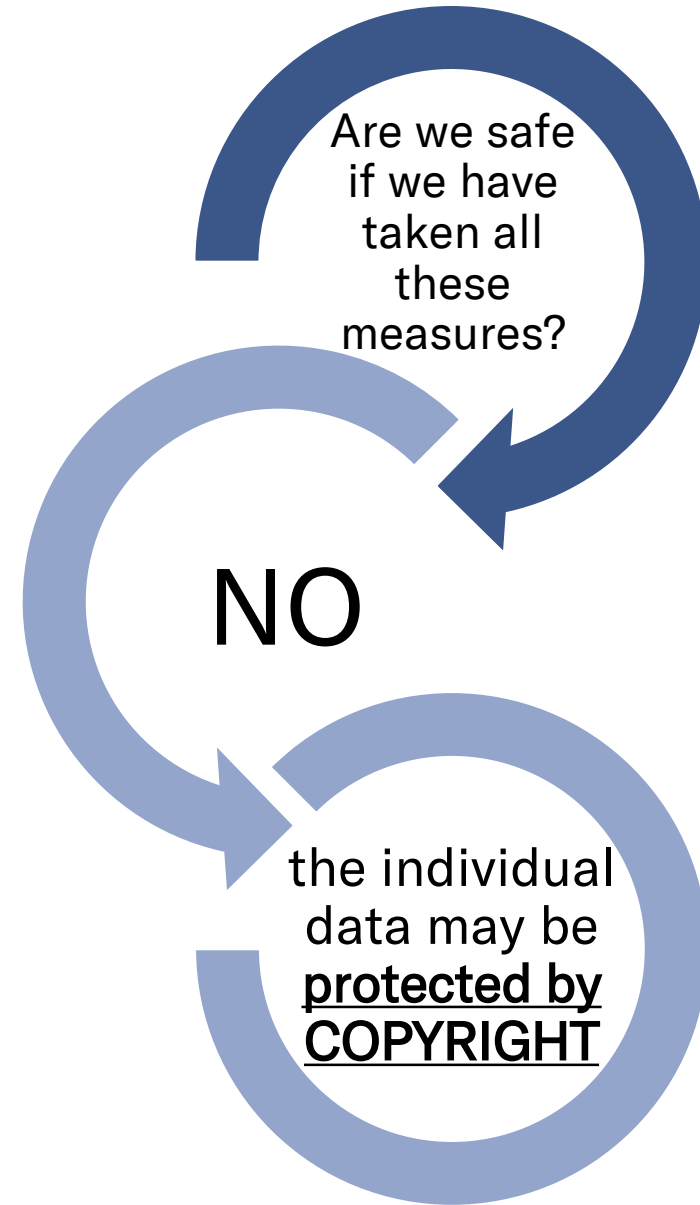 Are we safe
if we have
taken all
these
measures?
NO
the individual
data may be
protected by
COPYRIGHT